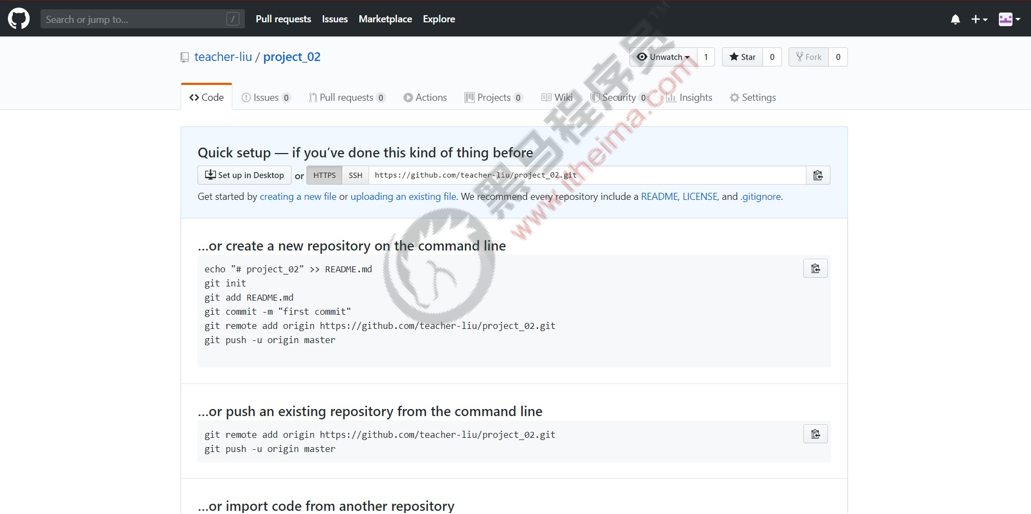 Search or jump to... / Pull requests Issues Marketplace Explore
teacher-liu / project_02 Unwatch 1 Star 0 Fork 0
Code Issues 0 Pull requests 0 Actions Projects 0 Wiki Security 0 Insights Settings
Quick setup — if you’ve done this kind of thing before
Set up in Desktop or HTTPS SSH https://github.com/teacher-liu/project_02.git
Get started by creating a new file or uploading an existing file. We recommend every repository include a README, LICENSE, and .gitignore.
...or create a new repository on the command line
echo "# project_02" >> README.md
git init
git add README.md
git commit -m "first commit"
git remote add origin https://github.com/teacher-liu/project_02.git
git push -u origin master
...or push an existing repository from the command line
git remote add origin https://github.com/teacher-liu/project_02.git
git push -u origin master
...or import code from another repository
黑马程序员 TM
www.itheima.com